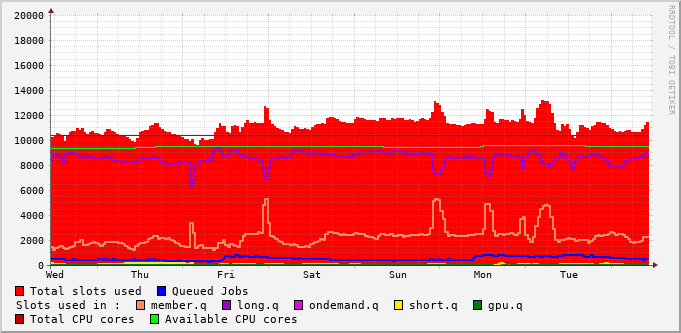 RRDTOOL / TOBI OETIKER
20000
18000
16000
14000
12000
10000
8000
6000
4000
2000
0
Wed Thu Fri Sat Sun Mon Tue
Total slots used Queued Jobs
Slots used in : member.q long.q ondemand.q short.q gpu.q
Total CPU cores Available CPU cores